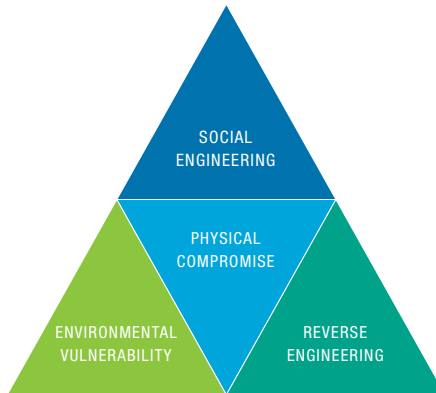 SOCIAL
ENGINEERING
PHYSICAL
COMPROMISE
ENVIRONMENTAL
VULNERABILITY
REVERSE
ENGINEERING